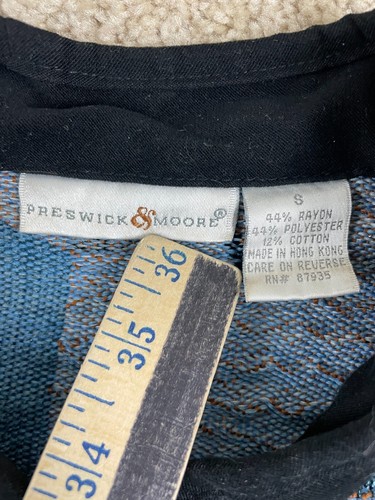 PRESWICK & MOORE®
S
44% RAYON
44% POLYESTER
12% COTTON
MADE IN HONG KONG
CARE ON REVERSE
RN# 87935
36
35
34